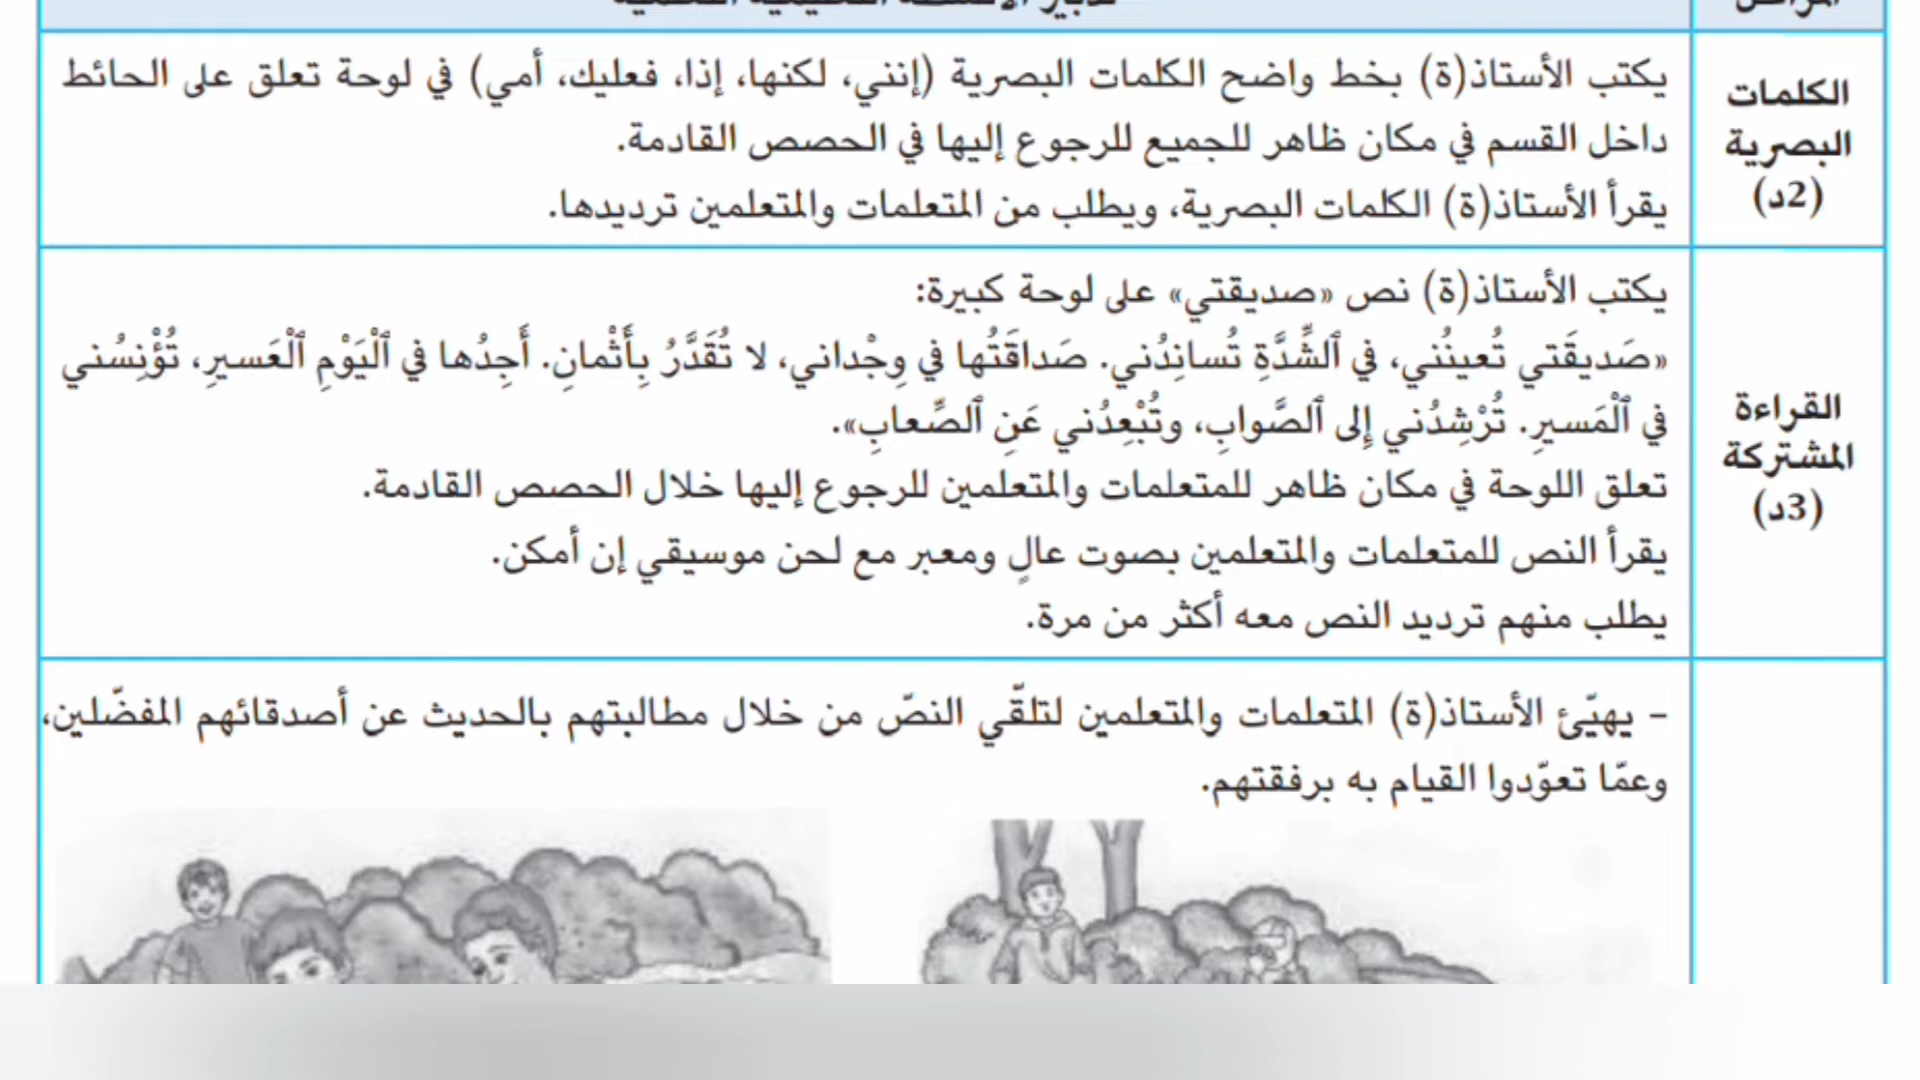 الكلمات
البصرية
(2د)
يكتب الأستاذ(ة) بخط واضح الكلمات البصرية (إنني، لكنها، إذا، فعليك، أمي) في لوحة تعلق على الحائط
داخل القسم في مكان ظاهر للجميع للرجوع إليها في الحصص القادمة.
يقرأ الأستاذ(ة) الكلمات البصرية، ويطلب من المتعلمات والمتعلمين ترديدها.
القراءة
المشتركة
(3د)
يكتب الأستاذ(ة) نص «صديقتي» على لوحة كبيرة:
«صَديقَتي تُعينُني، في ٱلشِّدَّةِ تُسانِدُني. صَداقَتُها في وِجْداني، لا تُقَدَّرُ بِأَثْمانِ. أَجِدُها في ٱلْيَوْمِ ٱلْعَسيرِ، تُؤْنِسُني
في ٱلْمَسيرِ. تُرْشِدُني إِلى ٱلصَّوابِ، وتُبْعِدُني عَنِ ٱلصِّعابِ».
تعلق اللوحة في مكان ظاهر للمتعلمات والمتعلمين للرجوع إليها خلال الحصص القادمة.
يقرأ النص للمتعلمات والمتعلمين بصوت عالٍ ومعبر مع لحن موسيقي إن أمكن.
يطلب منهم ترديد النص معه أكثر من مرة.
– يهيّئ الأستاذ(ة) المتعلمات والمتعلمين لتلقّي النصّ من خلال مطالبتهم بالحديث عن أصدقائهم المفضّلين،
وعمّا تعوّدوا القيام به برفقتهم.